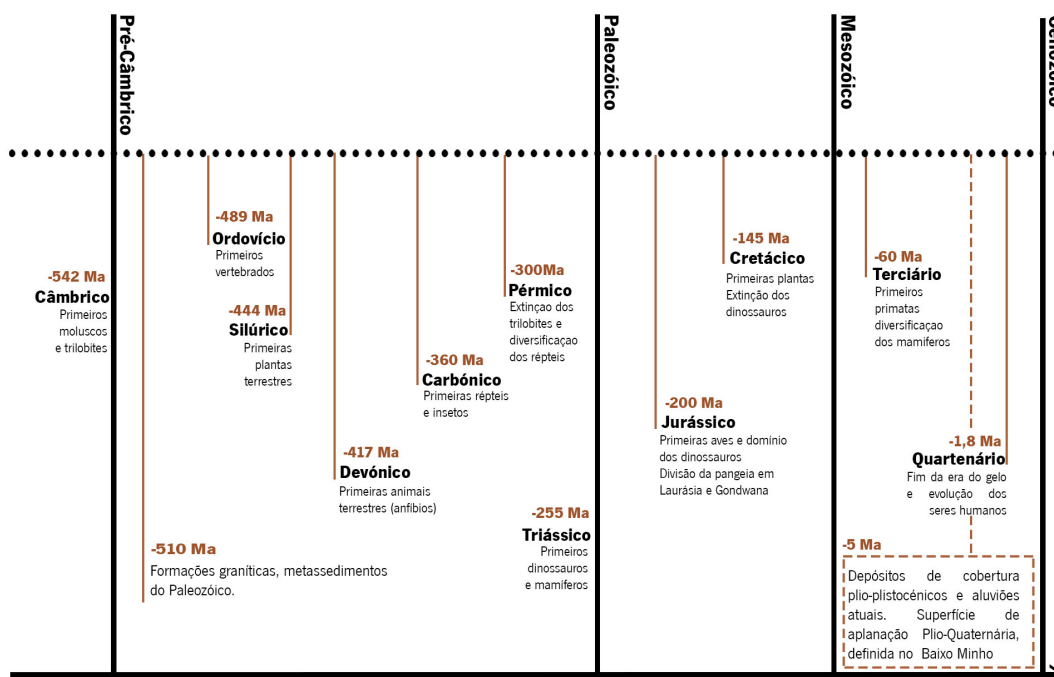 Pré-Câmbrico
Paleozóico
Mesozóico
Cenozóico
-542 Ma
Câmbrico
Primeiros
moluscos
e trilobites
-510 Ma
Formações graníticas, metassedimentos
do Paleozóico.
-489 Ma
Ordovício
Primeiros
vertebrados
-444 Ma
Silúrico
Primeiras
plantas
terrestres
-417 Ma
Devónico
Primeiras animais
terrestres (anfíbios)
-360 Ma
Carbónico
Primeiras répteis
e insetos
-300Ma
Pérmico
Extinçao dos
trilobites e
diversificaçao
dos répteis
-255 Ma
Triássico
Primeiros
dinossauros
e mamíferos
-200 Ma
Jurássico
Primeiras aves e domínio
dos dinossauros
Divisão da pangeia em
Laurásia e Gondwana
-145 Ma
Cretácico
Primeiras plantas
Extinção dos
dinossauros
-60 Ma
Terciário
Primeiros
primatas
diversificaçao
dos mamíferos
-1,8 Ma
Quartenário
Fim da era do gelo
e evolução dos
seres humanos
-5 Ma
Depósitos de cobertura
plio-plistocénicos e aluviões
atuais. Superfície de
aplanação Plio-Quaternária,
definida no Baixo Minho